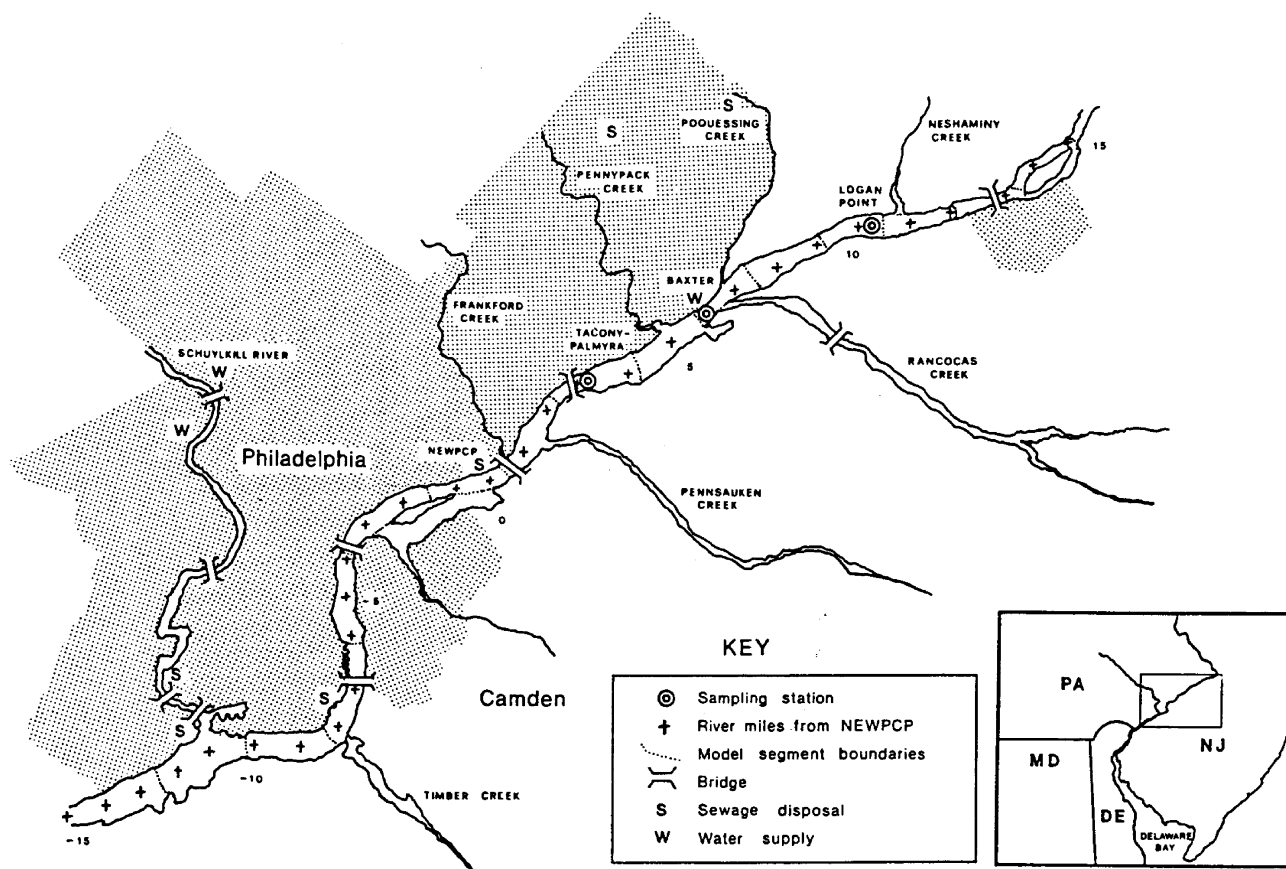 S
S
POQUESSING
CREEK
NESHAMINY
CREEK
15
PENNYPACK
CREEK
LOGAN
POINT
10
BAXTER
W
FRANKFORD
CREEK
TACONY-
PALMYRA
SCHUYLKILL RIVER
W
5
RANCOCAS
CREEK
W
Philadelphia
NEWPCP
S
PENNSAUKEN
CREEK
0
-5
S
S
S
Camden
-10
TIMBER CREEK
-15
KEY
Sampling station
River miles from NEWPCP
Model segment boundaries
Bridge
S Sewage disposal
W Water supply
PA
NJ
MD
DE
DELAWARE
BAY